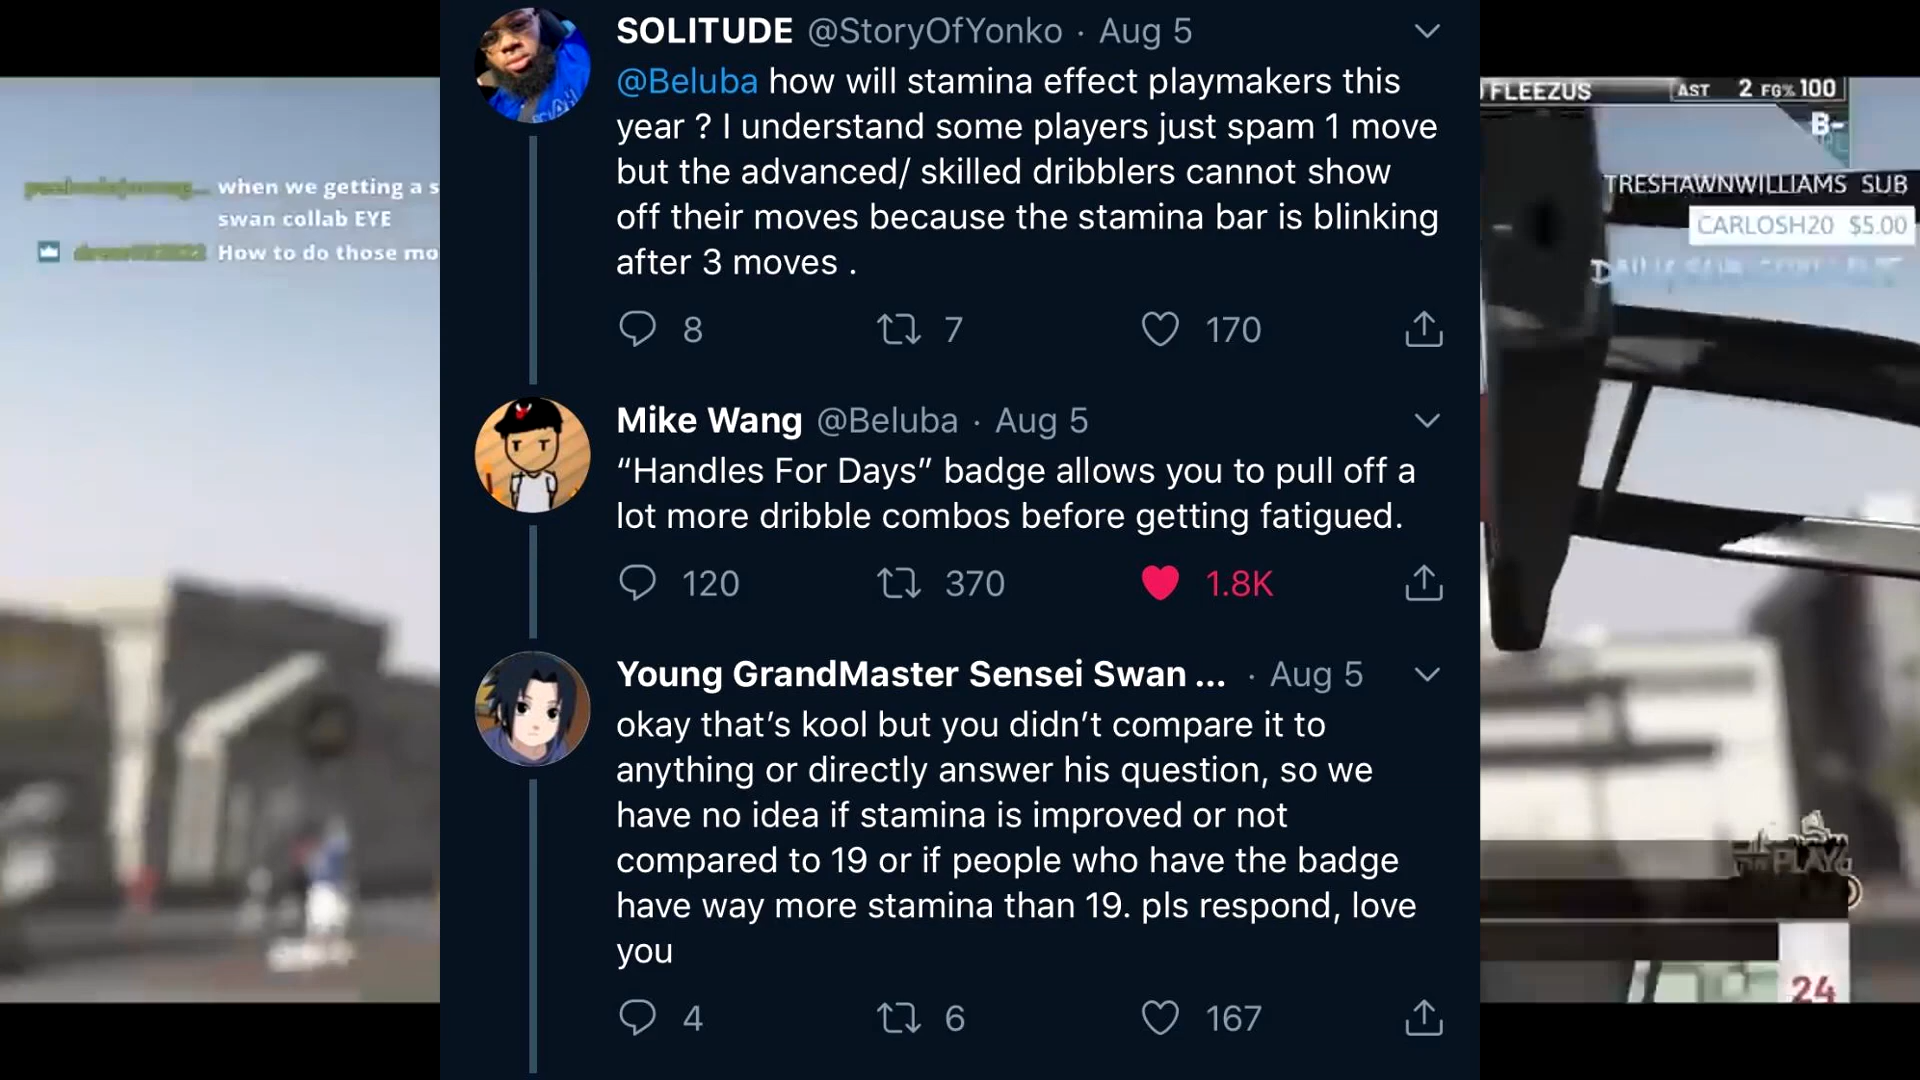 SOLITUDE @StoryOfYonko · Aug 5
@Beluba how will stamina effect playmakers this
year ? I understand some players just spam 1 move
but the advanced/ skilled dribblers cannot show
off their moves because the stamina bar is blinking
after 3 moves .
8 7 170
Mike Wang @Beluba · Aug 5
“Handles For Days” badge allows you to pull off a
lot more dribble combos before getting fatigued.
120 370 1.8K
Young GrandMaster Sensei Swan ... · Aug 5
okay that’s kool but you didn’t compare it to
anything or directly answer his question, so we
have no idea if stamina is improved or not
compared to 19 or if people who have the badge
have way more stamina than 19. pls respond, love
you
4 6 167
when we getting a s
swan collab EYE
How to do those mo
FLEEZUS AST 2 FG% 100
B-
TRESHAWNWILLIAMS SUB
CARLOSH20 $5.00
24